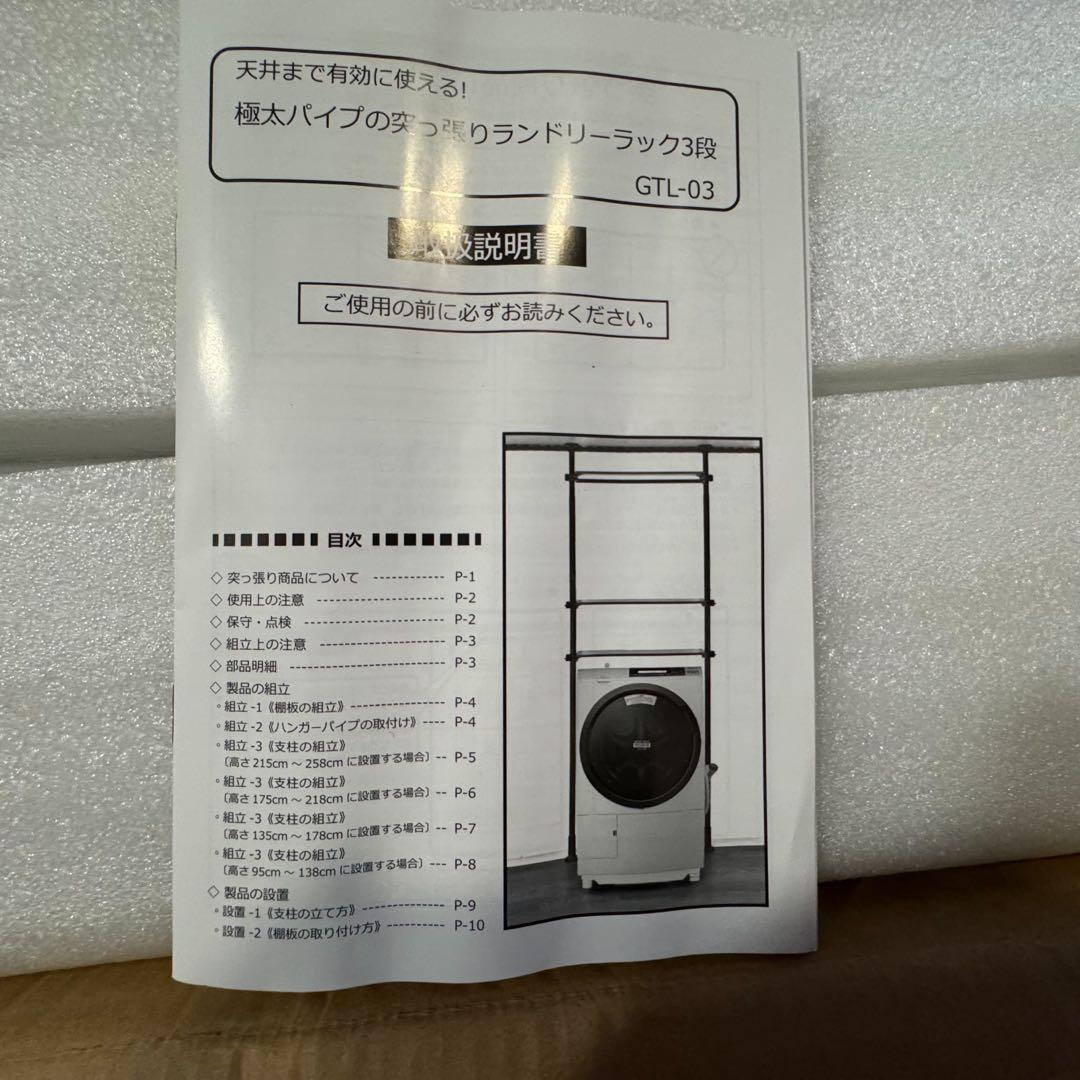 天井まで有効に使える!
極太パイプの突っ張りランドリーラック3段
GTL-03
取扱説明書
ご使用の前に必ずお読みください。
目次
◇ 突っ張り商品について ------------ P-1
◇ 使用上の注意 ---------------------- P-2
◇ 保守・点検 ------------------------ P-2
◇ 組立上の注意 ---------------------- P-3
◇ 部品明細 --------------------------- P-3
◇ 製品の組立
◦ 組立 -1《棚板の組立》---------------- P-4
◦ 組立 -2《ハンガーパイプの取付け》---- P-4
◦ 組立 -3《支柱の組立》
〔高さ 215cm ～ 258cm に設置する場合〕-- P-5
◦ 組立 -3《支柱の組立》
〔高さ 175cm ～ 218cm に設置する場合〕-- P-6
◦ 組立 -3《支柱の組立》
〔高さ 135cm ～ 178cm に設置する場合〕-- P-7
◦ 組立 -3《支柱の組立》
〔高さ 95cm ～ 138cm に設置する場合〕--- P-8
◇ 製品の設置
◦ 設置 -1《支柱の立て方》-------------- P-9
◦ 設置 -2《棚板の取り付け方》---------- P-10